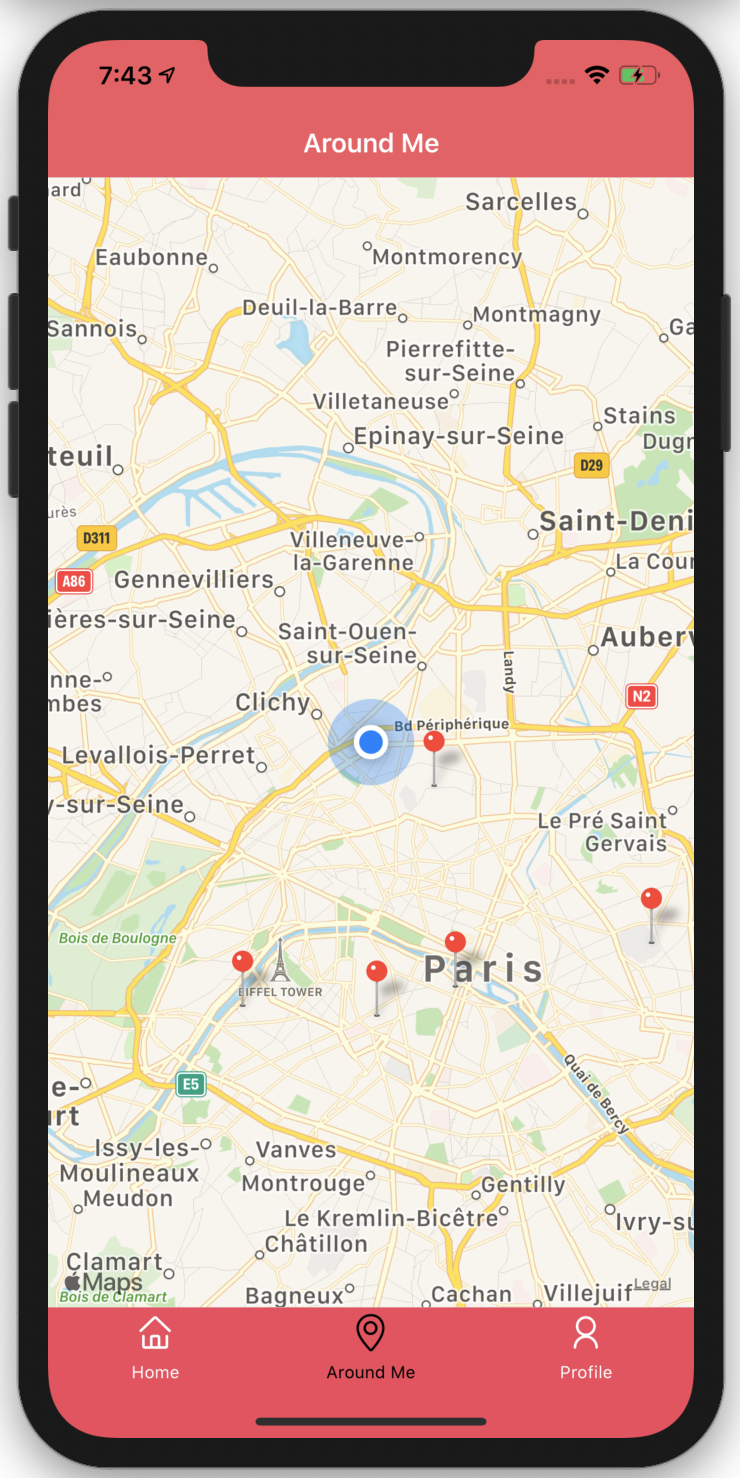 7:43
Around Me
ard
Sarcelles
Eaubonne
Montmorency
Deuil-la-Barre
Montmagny
Sannois
Ga
Pierrefitte-
sur-Seine
Villetaneuse
Stains
Epinay-sur-Seine
Dugn
teuil
D29
urès
Saint-Deni
D311
Villeneuve-
la-Garenne
La Cour
A86
Gennevilliers
ières-sur-Seine
Saint-Ouen-
sur-Seine
Auberv
Landy
nne-
mbes
N2
Clichy
Bd Périphérique
Levallois-Perret
y-sur-Seine
Le Pré Saint
Gervais
Bois de Boulogne
Paris
EIFFEL TOWER
Quai de Bercy
E5
e-
urt
Issy-les-
Moulineaux
Vanves
Meudon
Montrouge
Gentilly
Le Kremlin-Bicêtre
Ivry-su
Châtillon
Clamart
Maps
Legal
Bois de Clamart
Bagneux
Cachan
Villejuif
Home
Around Me
Profile